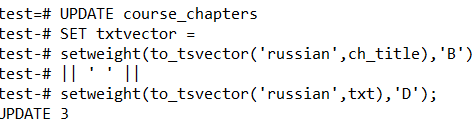 test=# UPDATE course_chapters
test-# SET txtvector =
test-# setweight(to_tsvector('russian',ch_title),'B')
test-# || ' ' ||
test-# setweight(to_tsvector('russian',txt),'D');
UPDATE 3